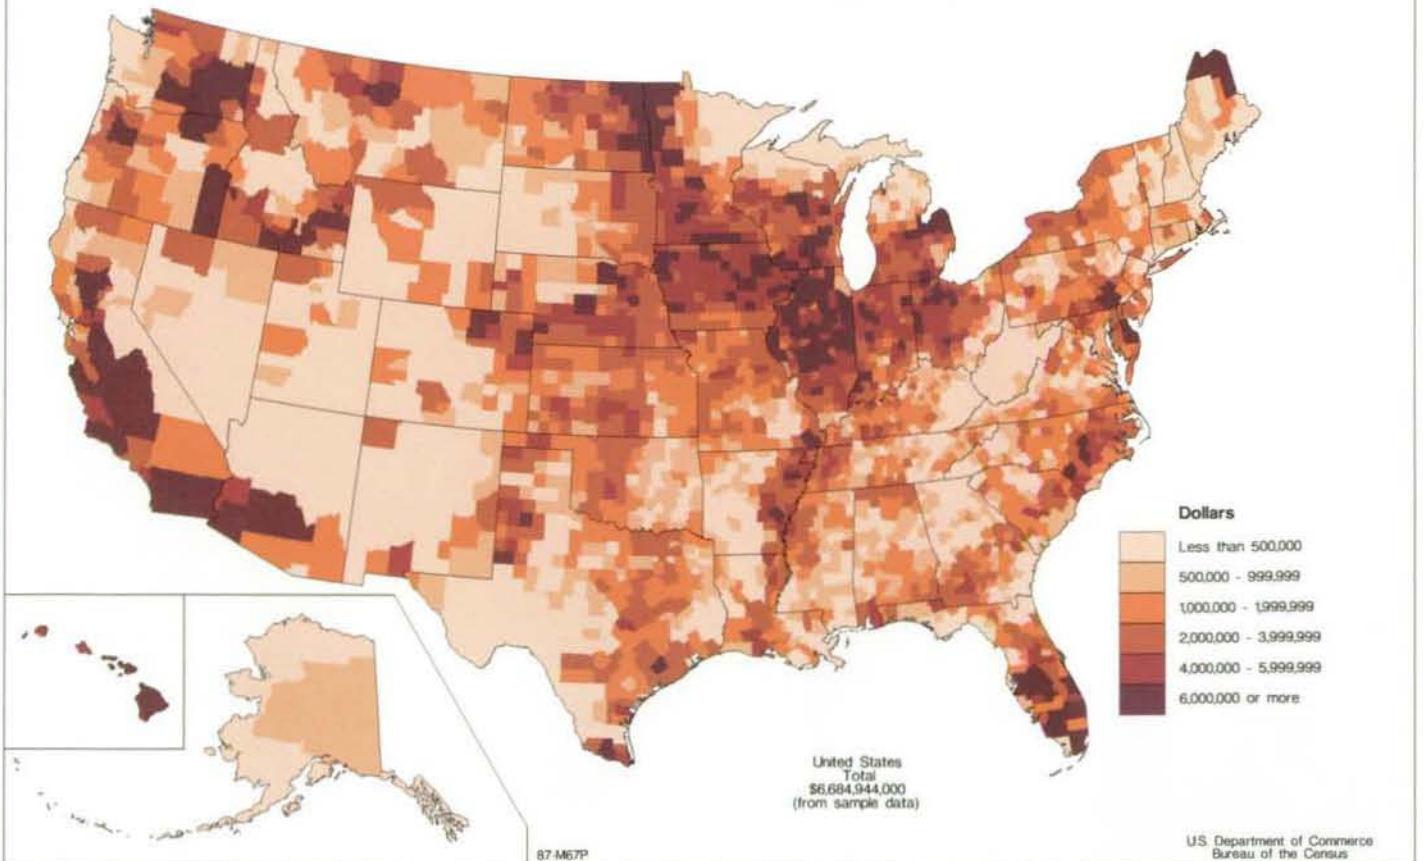 Dollars
Less than 500,000
500,000 - 999,999
1,000,000 - 1,999,999
2,000,000 - 3,999,999
4,000,000 - 5,999,999
6,000,000 or more
United States
Total
$6,684,944,000
(from sample data)
87-M67P
U.S. Department of Commerce
Bureau of the Census